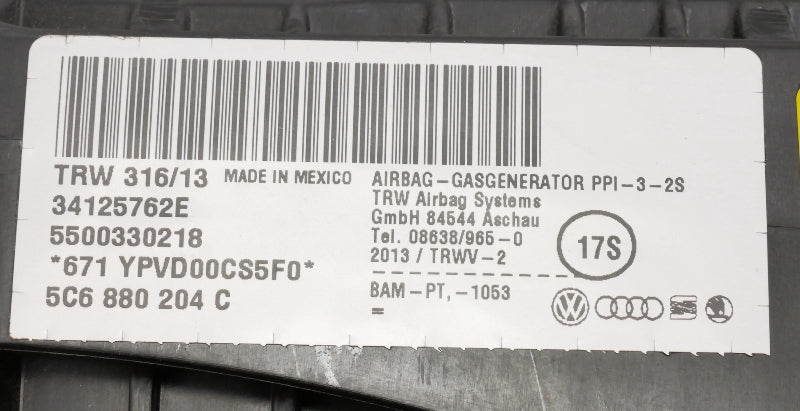 TRW 316/13 MADE IN MEXICO
34125762E
5500330218
*671 YPVD00CS5F0*
5C6 880 204 C
AIRBAG-GASGENERATOR PPI-3-2S
TRW Airbag Systems
GmbH 84544 Aschau
Tel. 08638/965-0
2013 / TRWV-2
17S
BAM-PT,-1053
=